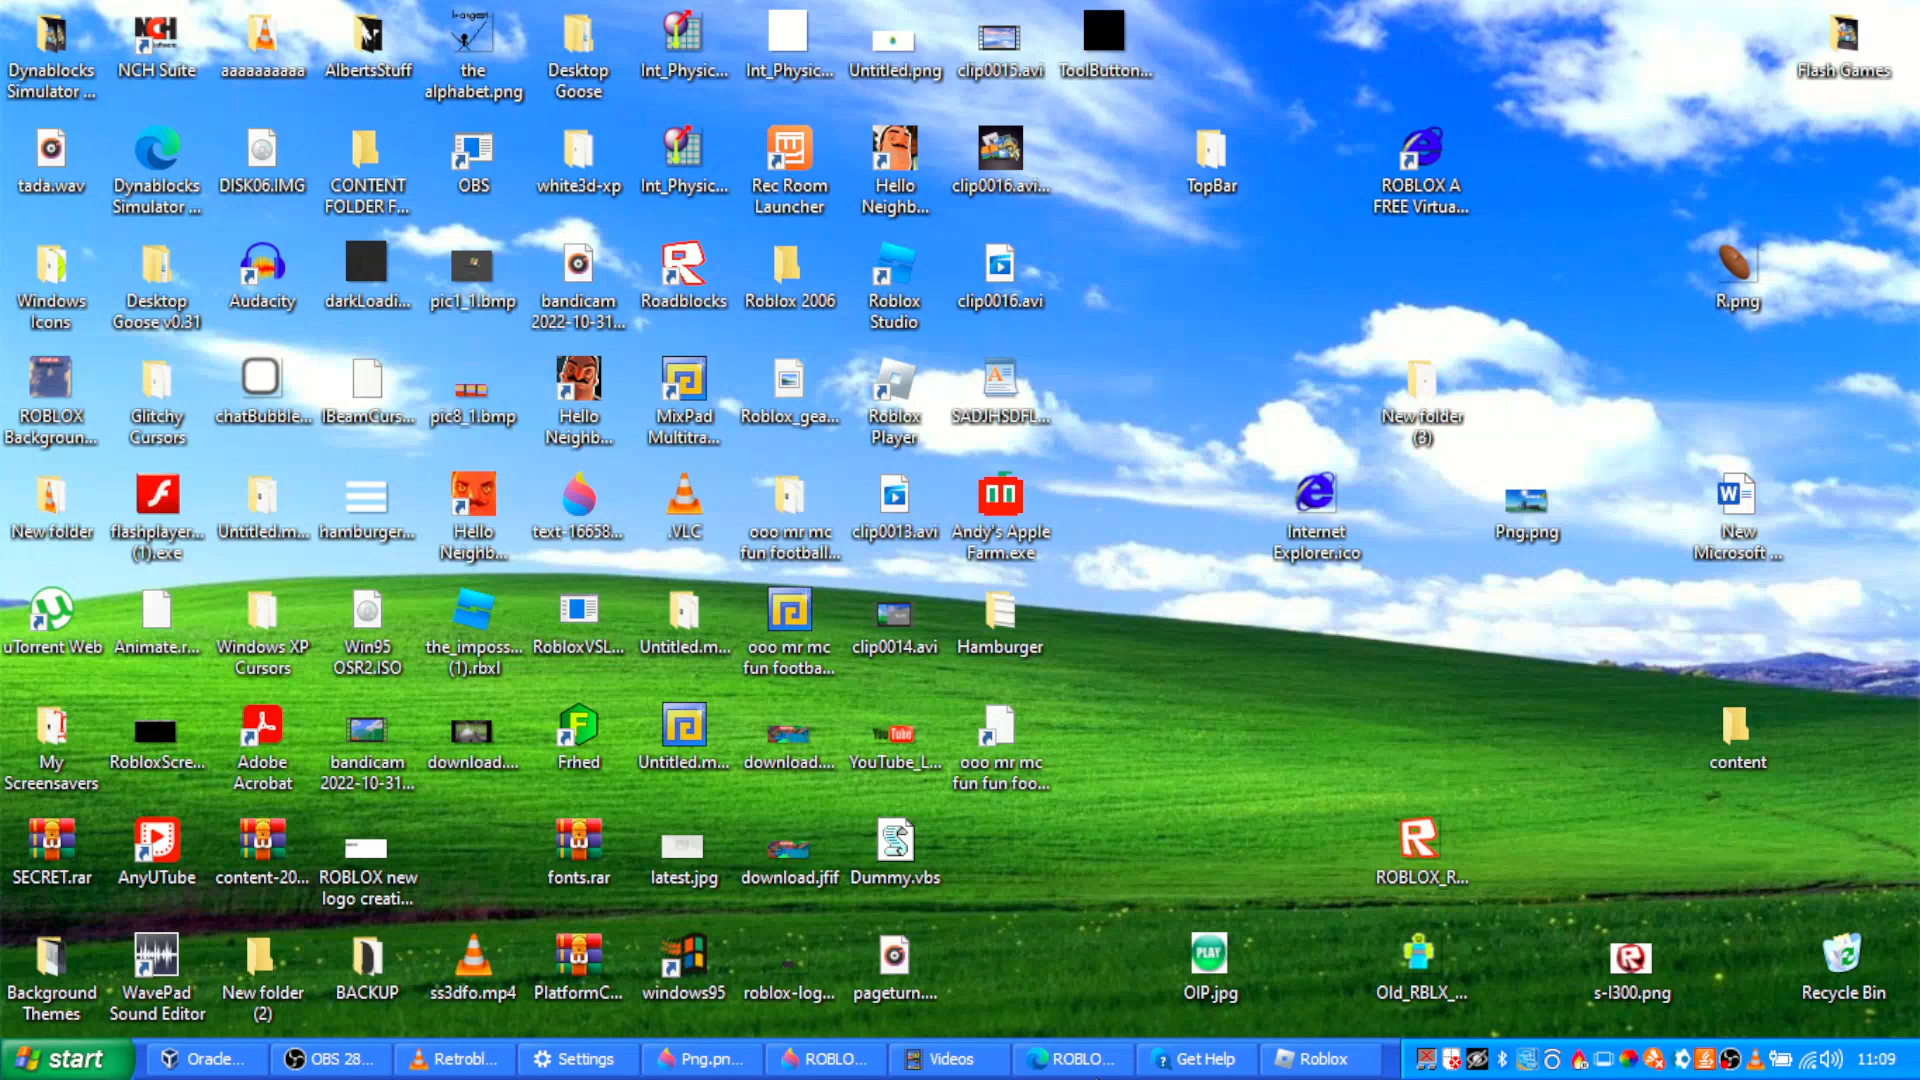 Dynablocks
Simulator ...
NCH
Software
NCH Suite
aaaaaaaaaa
AlbertsStuff
the
alphabet.png
Desktop
Goose
Int_Physic...
Int_Physic...
Untitled.png
clip0015.avi
ToolButton...
Flash Games
tada.wav
Dynablocks
Simulator ...
DISK06.IMG
CONTENT
FOLDER F...
OBS
white3d-xp
Int_Physic...
Rec Room
Launcher
Hello
Neighb...
clip0016.avi...
TopBar
ROBLOX A
FREE Virtua...
Windows
Icons
Desktop
Goose v0.31
Audacity
darkLoadi...
pic1_1.bmp
bandicam
2022-10-31...
Roadblocks
Roblox 2006
Roblox
Studio
clip0016.avi
R.png
ROBLOX
Backgroun...
Glitchy
Cursors
chatBubble...
IBeamCurs...
pic8_1.bmp
Hello
Neighb...
MixPad
Multitra...
Roblox_gea...
Roblox
Player
SADJHSDFL...
New folder
(3)
New folder
flashplayer...
(1).exe
Untitled.m...
hamburger...
Hello
Neighb...
text-16658...
.VLC
ooo mr mc
fun football...
clip0013.avi
Andy's Apple
Farm.exe
Internet
Explorer.ico
Png.png
New
Microsoft ...
uTorrent Web
Animate.r...
Windows XP
Cursors
Win95
OSR2.ISO
the_imposs...
(1).rbxl
RobloxVSL...
Untitled.m...
ooo mr mc
fun footba...
clip0014.avi
Hamburger
My
Screensavers
RobloxScre...
Adobe
Acrobat
bandicam
2022-10-31...
download....
Frhed
Untitled.m...
download....
YouTube
YouTube_L...
ooo mr mc
fun fun foo...
content
SECRET.rar
AnyUTube
content-20...
ROBLOX new
logo creati...
fonts.rar
latest.jpg
download.jfif
Dummy.vbs
ROBLOX_R...
Background
Themes
WavePad
Sound Editor
New folder
(2)
BACKUP
ss3dfo.mp4
PlatformC...
windows95
roblox-log...
pageturn....
PLAY
OIP.jpg
Old_RBLX_...
s-l300.png
Recycle Bin
start
Oracle...
OBS 28...
Retrobl...
Settings
Png.pn...
ROBLO...
Videos
ROBLO...
Get Help
Roblox
11:09